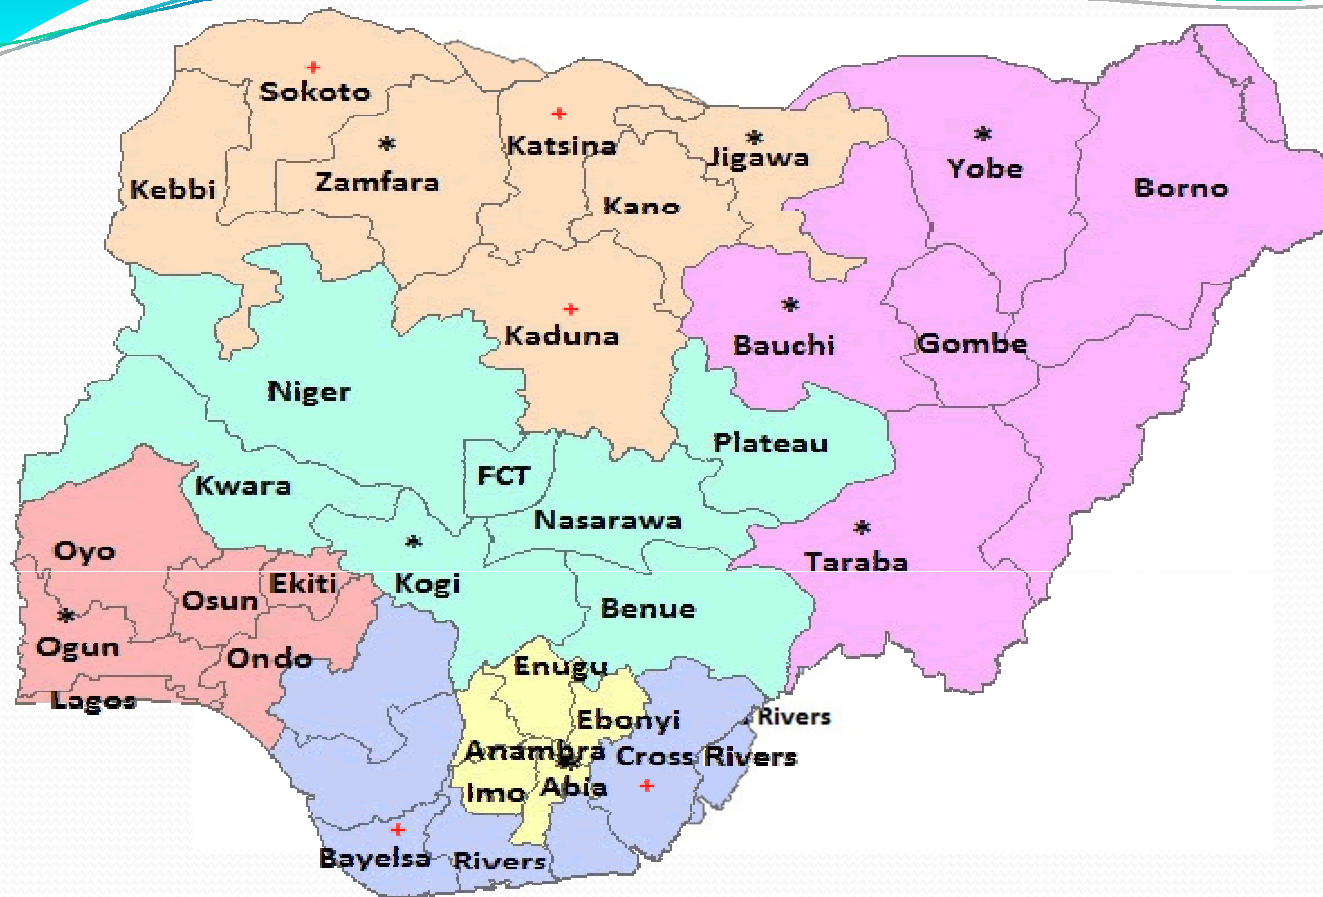 Sokoto
Katsina
Zamfara
Jigawa
Yobe
Kebbi
Borno
Kano
Kaduna
Bauchi
Gombe
Niger
Plateau
FCT
Kwara
Nasarawa
Oyo
Taraba
Ekiti
Kogi
Osun
Benue
Ogun
Ondo
Enugu
Lagos
Ebonyi
Rivers
Anambra
Cross Rivers
Imo
Abia
Bayelsa
Rivers